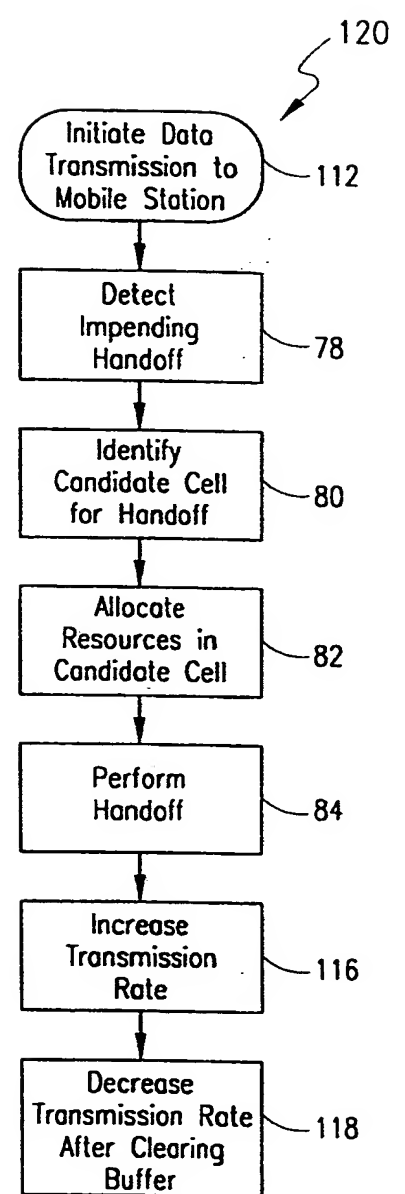 120
Initiate Data
Transmission to
Mobile Station
112
Detect
Impending
Handoff
78
Identify
Candidate Cell
for Handoff
80
Allocate
Resources in
Candidate Cell
82
Perform
Handoff
84
Increase
Transmission
Rate
116
Decrease
Transmission Rate
After Clearing
Buffer
118